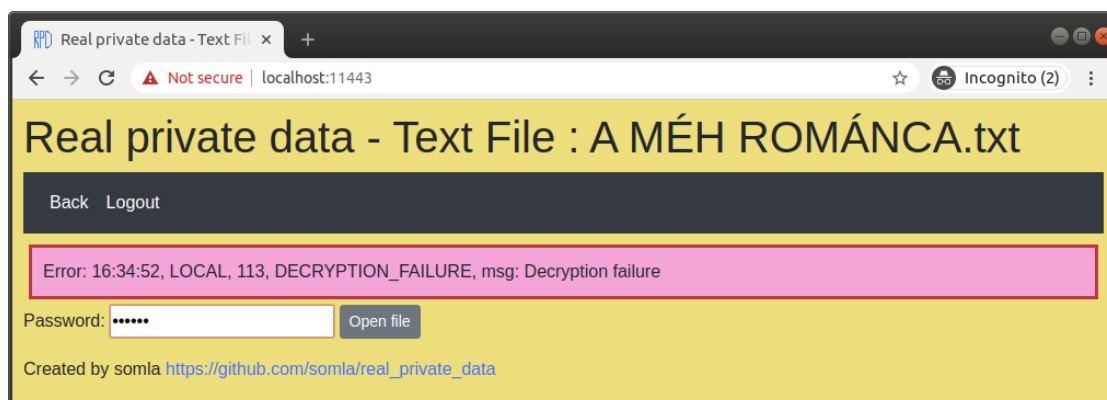 RPD Real private data - Text Fil
Not secure localhost:11443 Incognito (2)
Real private data - Text File : A MÉH ROMÁNCA.txt
Back Logout
Error: 16:34:52, LOCAL, 113, DECRYPTION_FAILURE, msg: Decryption failure
Password: •••••• Open file
Created by somla https://github.com/somla/real_private_data